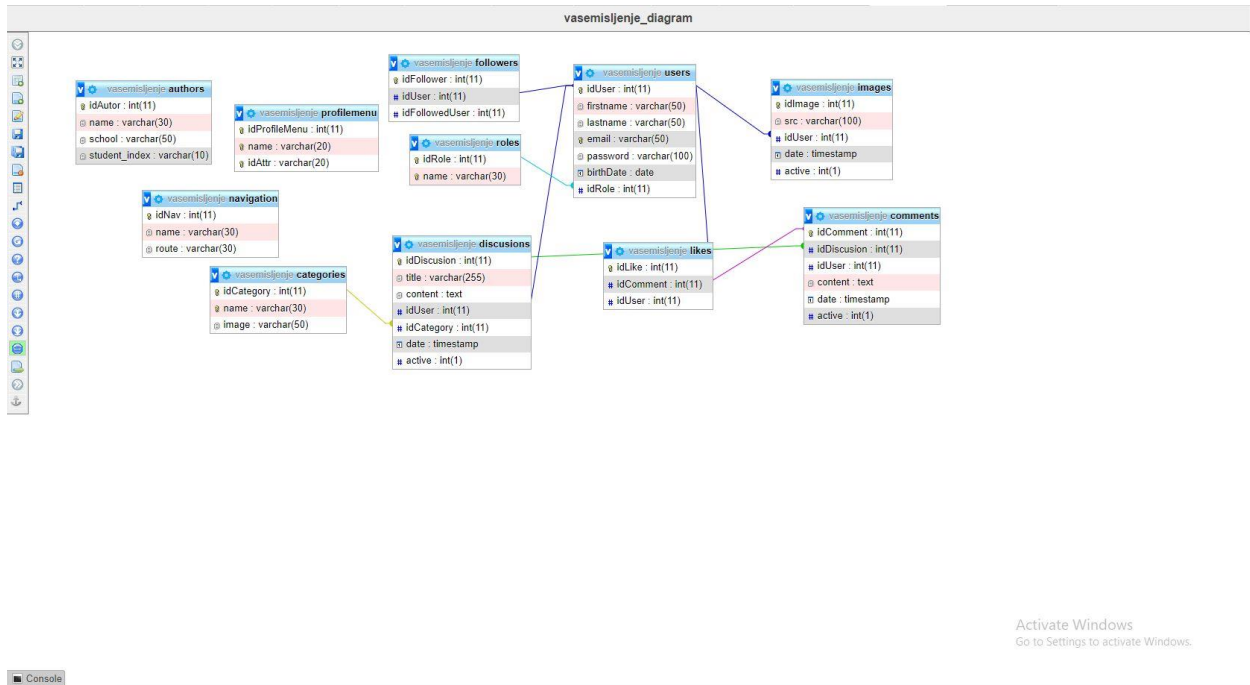 vasemisljenje_diagram
vasemisljenje authors
idAutor : int(11)
name : varchar(30)
school : varchar(50)
student_index : varchar(10)
vasemisljenje profilemenu
idProfileMenu : int(11)
name : varchar(20)
idAttr : varchar(20)
vasemisljenje followers
idFollower : int(11)
idUser : int(11)
idFollowedUser : int(11)
vasemisljenje roles
idRole : int(11)
name : varchar(30)
vasemisljenje users
idUser : int(11)
firstname : varchar(50)
lastname : varchar(50)
email : varchar(50)
password : varchar(100)
birthDate : date
idRole : int(11)
vasemisljenje images
idImage : int(11)
src : varchar(100)
idUser : int(11)
date : timestamp
active : int(1)
vasemisljenje navigation
idNav : int(11)
name : varchar(30)
route : varchar(30)
vasemisljenje categories
idCategory : int(11)
name : varchar(30)
image : varchar(50)
vasemisljenje discusions
idDiscusion : int(11)
title : varchar(255)
content : text
idUser : int(11)
idCategory : int(11)
date : timestamp
active : int(1)
vasemisljenje likes
idLike : int(11)
idComment : int(11)
idUser : int(11)
vasemisljenje comments
idComment : int(11)
idDiscusion : int(11)
idUser : int(11)
content : text
date : timestamp
active : int(1)
Activate Windows
Go to Settings to activate Windows.
Console